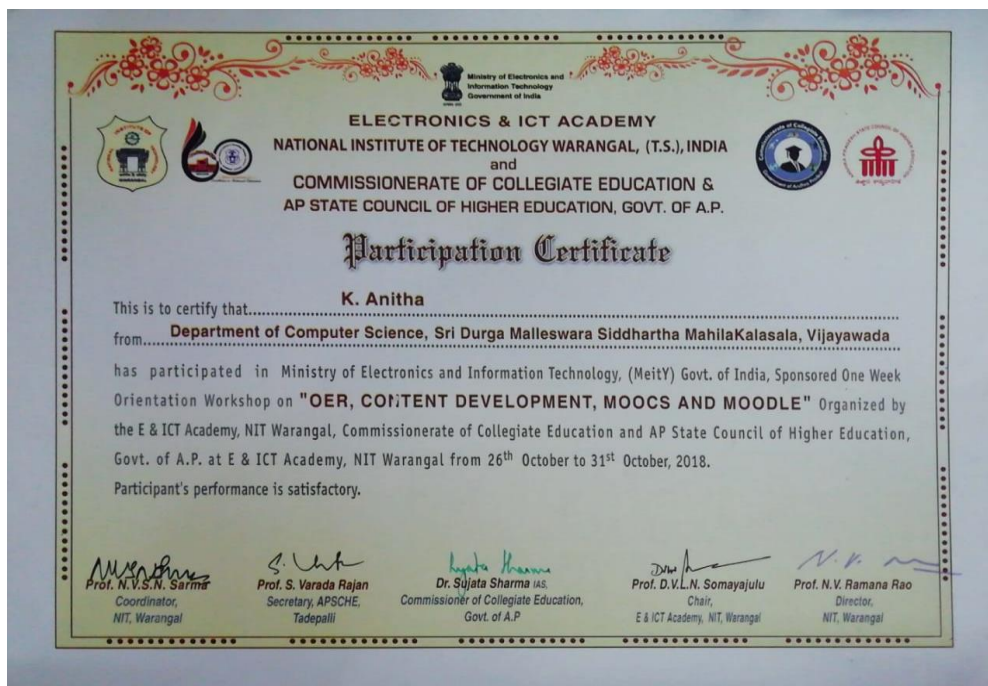 Ministry of Electronics and
Information Technology
Government of India
ELECTRONICS & ICT ACADEMY
NATIONAL INSTITUTE OF TECHNOLOGY WARANGAL, (T.S.), INDIA
and
COMMISSIONERATE OF COLLEGIATE EDUCATION &
AP STATE COUNCIL OF HIGHER EDUCATION, GOVT. OF A.P.
Participation Certificate
This is to certify that K. Anitha
from Department of Computer Science, Sri Durga Malleswara Siddhartha MahilaKalasala, Vijayawada
has participated in Ministry of Electronics and Information Technology, (MeitY) Govt. of India, Sponsored One Week
Orientation Workshop on "OER, CONTENT DEVELOPMENT, MOOCS AND MOODLE" Organized by
the E & ICT Academy, NIT Warangal, Commissionerate of Collegiate Education and AP State Council of Higher Education,
Govt. of A.P. at E & ICT Academy, NIT Warangal from 26th October to 31st October, 2018.
Participant's performance is satisfactory.
Prof. N.V.S.N. Sarma Prof. S. Varada Rajan Dr. Sujata Sharma IAS, Prof. D.V.L.N. Somayajulu Prof. N.V. Ramana Rao
Coordinator, Secretary, APSCHE, Commissioner of Collegiate Education, Chair, Director,
NIT, Warangal Tadepalli Govt. of A.P E & ICT Academy, NIT, Warangal NIT, Warangal